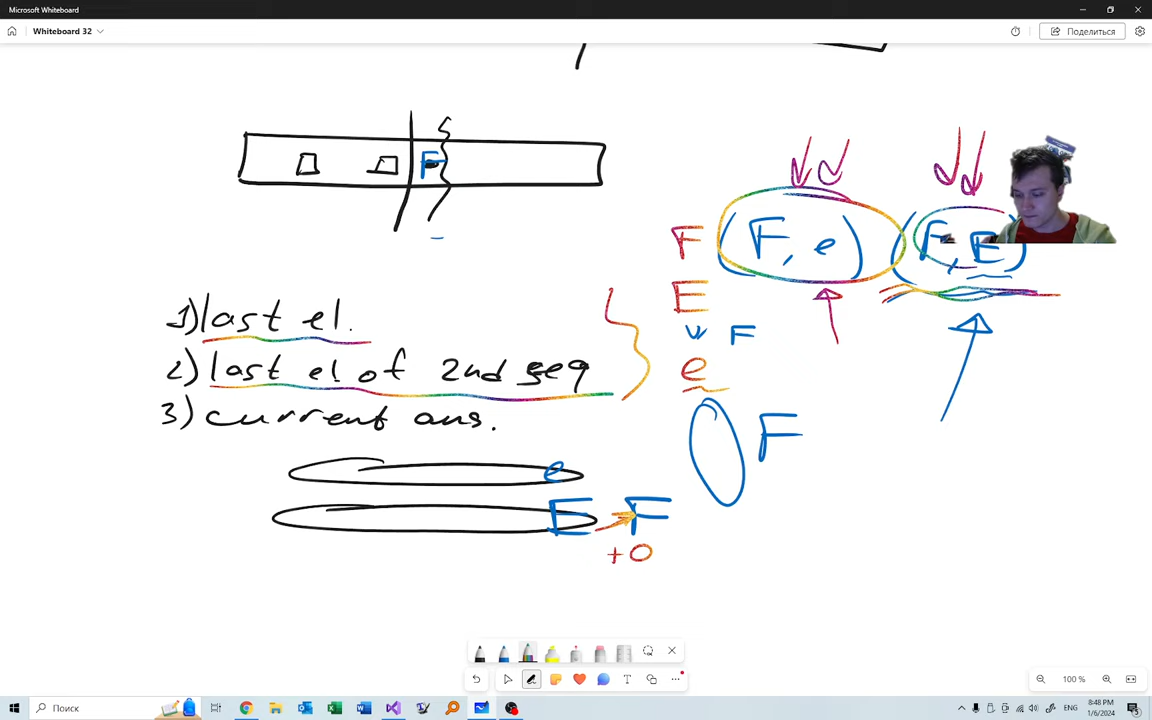 Microsoft Whiteboard
Whiteboard 32
Поделиться
F
F
(F, e)
(F, E)
E
F
e
1) last el.
2) last el. of 2nd seq
3) current ans.
F
e
E → F
+0
100 %
Поиск
ENG
8:48 PM
1/6/2024